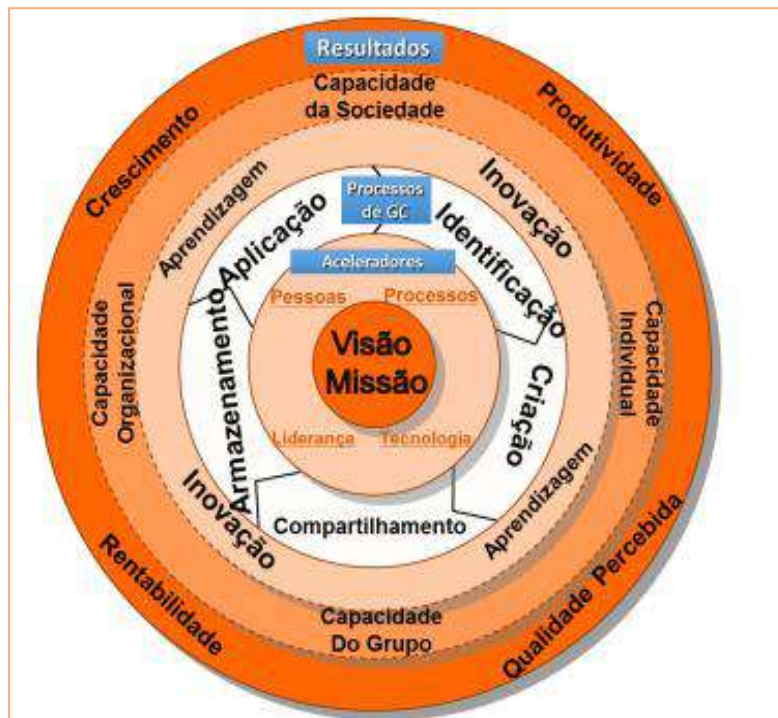 Resultados
Capacidade
da Sociedade
Crescimento
Produtividade
Aprendizagem
Inovação
Processos
de GC
Aplicação
Identificação
Aceleradores
Pessoas
Processos
Capacidade
Organizacional
Capacidade
Individual
Visão
Missão
Armazenamento
Criação
Liderança
Tecnologia
Inovação
Compartilhamento
Aprendizagem
Rentabilidade
Capacidade
Do Grupo
Qualidade Percebida